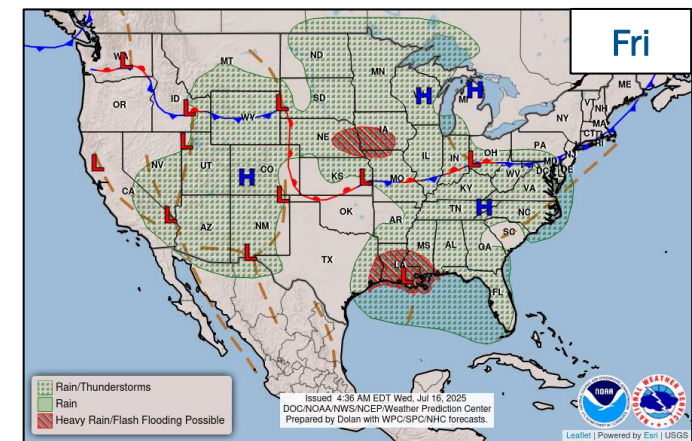 Fri
WA
MT
ND
MN
ME
OR
ID
WY
SD
MI
VT
NH
NY
MA
CT
RI
NE
IA
PA
NJ
NV
UT
CO
IL
IN
OH
MD
DE
DC
WV
VA
KS
MO
KY
CA
AZ
NM
OK
AR
TN
NC
SC
TX
LA
MS
AL
GA
FL
H
H
H
H
L
L
L
L
L
L
L
L
L
L
L
L
Rain/Thunderstorms
Rain
Heavy Rain/Flash Flooding Possible
Issued 4:36 AM EDT Wed, Jul 16, 2025
DOC/NOAA/NWS/NCEP/Weather Prediction Center
Prepared by Dolan with WPC/SPC/NHC forecasts.
NOAA
NATIONAL WEATHER SERVICE
Leaflet | Powered by Esri | USGS